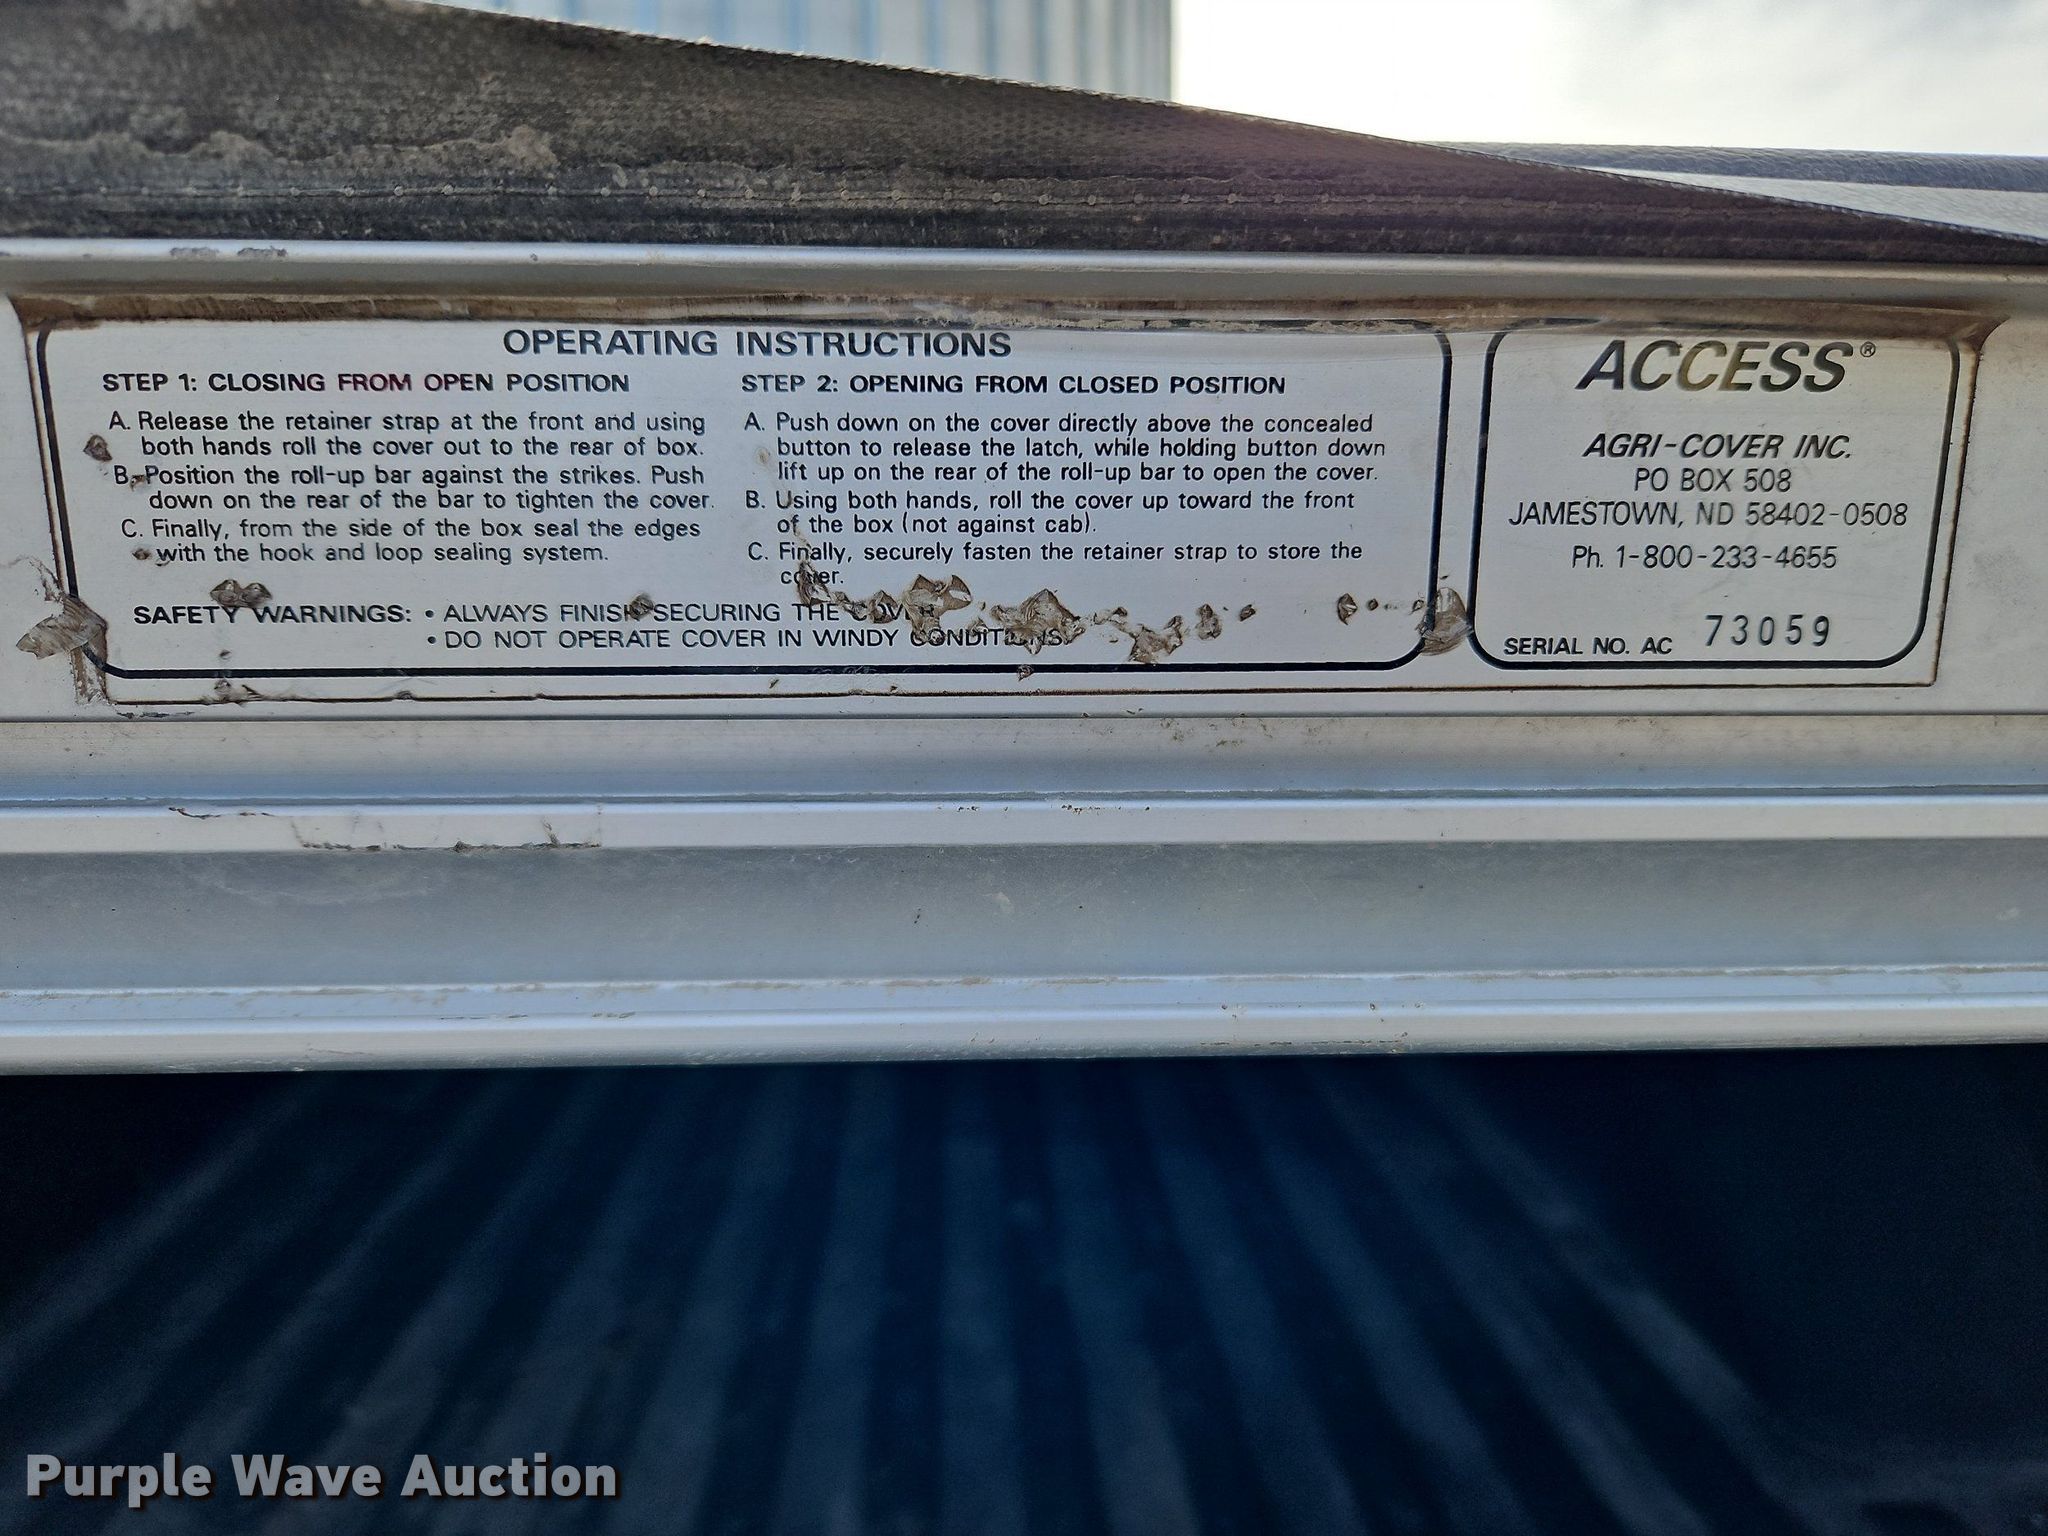 OPERATING INSTRUCTIONS
STEP 1: CLOSING FROM OPEN POSITION
A. Release the retainer strap at the front and using
both hands roll the cover out to the rear of box.
B. Position the roll-up bar against the strikes. Push
down on the rear of the bar to tighten the cover.
C. Finally, from the side of the box seal the edges
with the hook and loop sealing system.
STEP 2: OPENING FROM CLOSED POSITION
A. Push down on the cover directly above the concealed
button to release the latch, while holding button down
lift up on the rear of the roll-up bar to open the cover.
B. Using both hands, roll the cover up toward the front
of the box (not against cab).
C. Finally, securely fasten the retainer strap to store the
cover.
SAFETY WARNINGS: • ALWAYS FINISH SECURING THE COVER
• DO NOT OPERATE COVER IN WINDY CONDITIONS.
ACCESS®
AGRI-COVER INC.
PO BOX 508
JAMESTOWN, ND 58402-0508
Ph. 1-800-233-4655
SERIAL NO. AC 73059
Purple Wave Auction